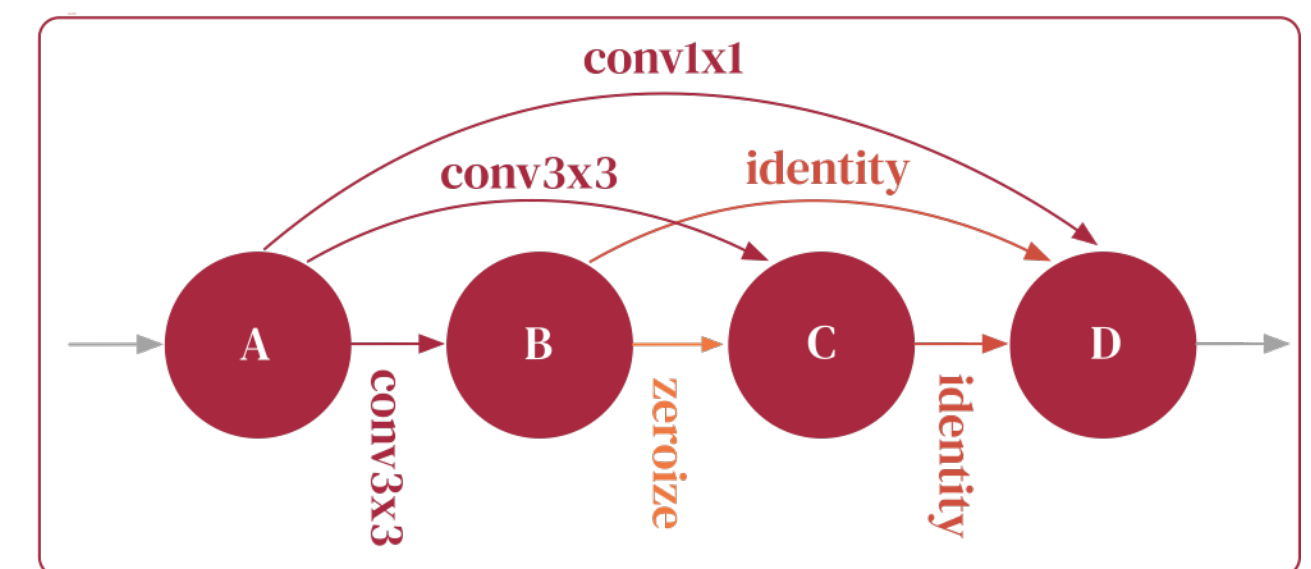 conv1x1
conv3x3
identity
A
B
C
D
conv3x3
zeroize
identity